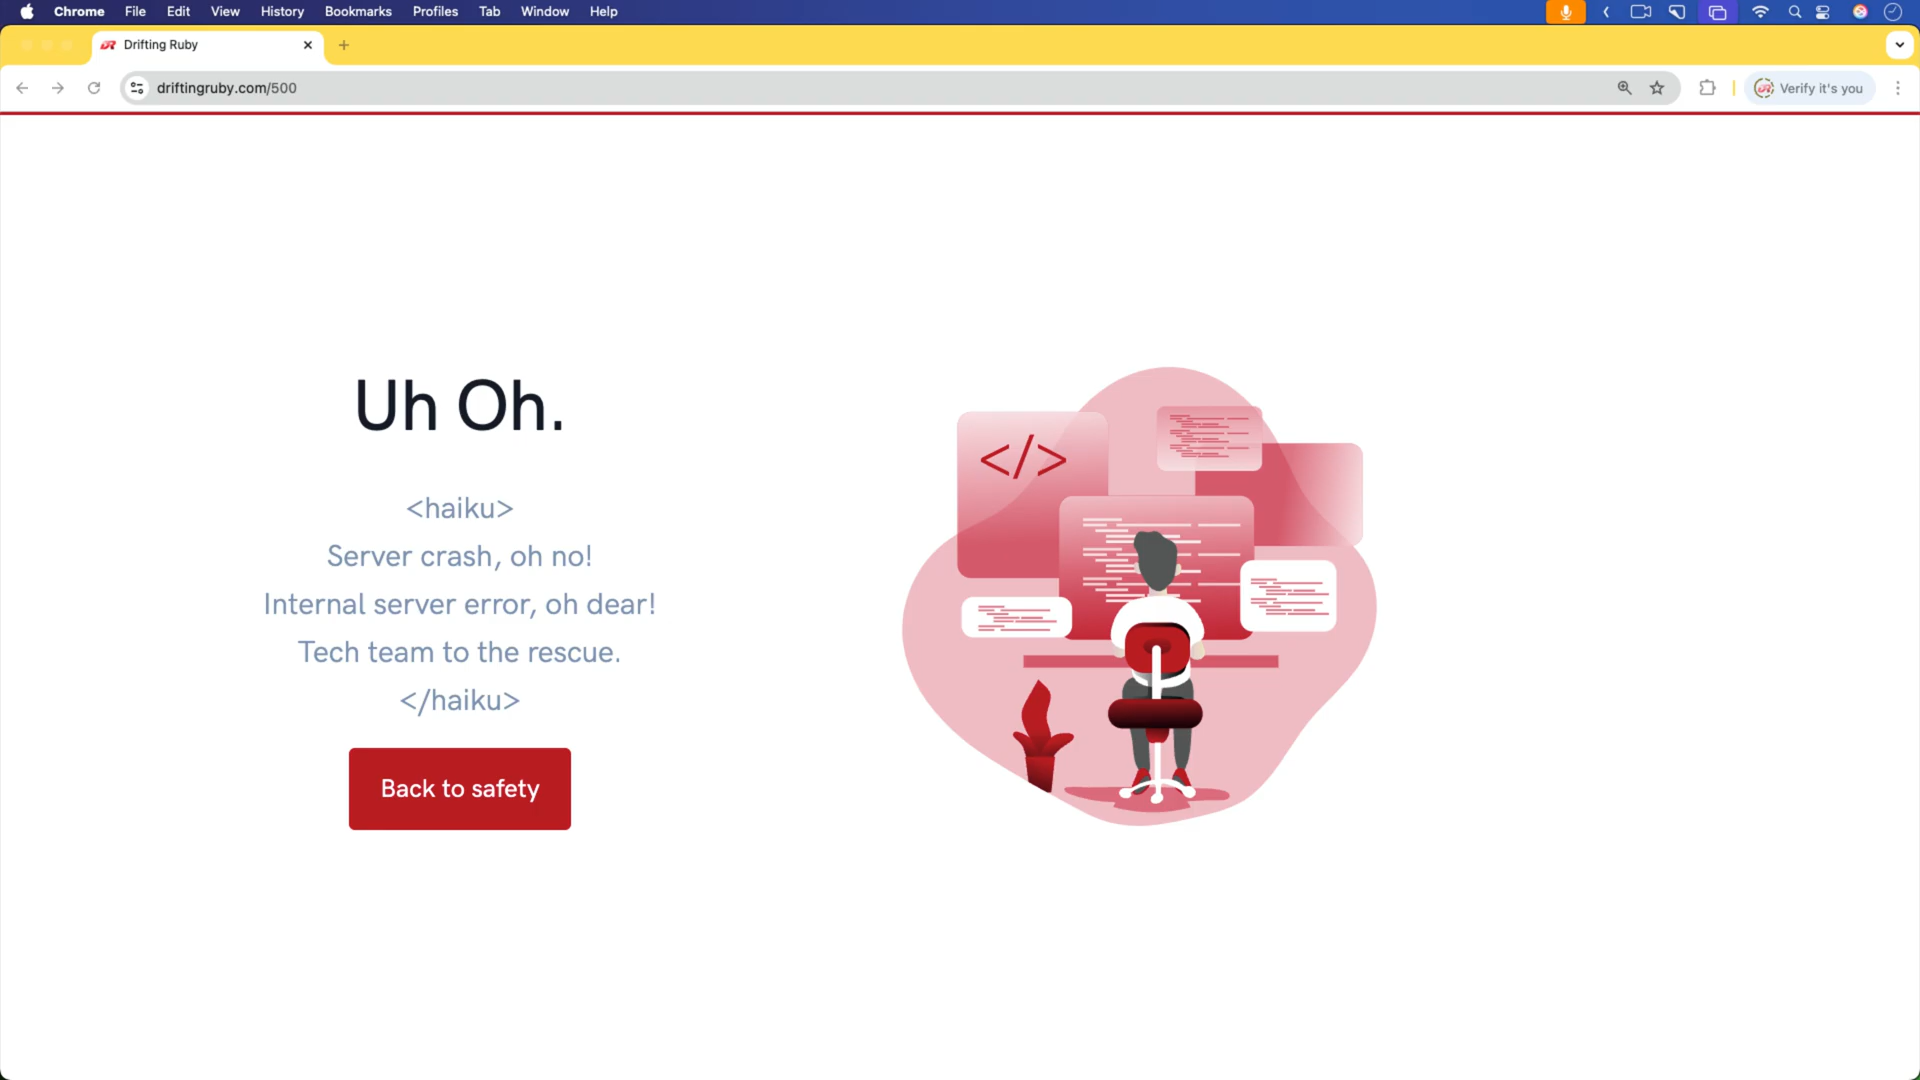 Chrome File Edit View History Bookmarks Profiles Tab Window Help
Drifting Ruby
driftingruby.com/500
Verify it's you
Uh Oh.
<haiku>
Server crash, oh no!
Internal server error, oh dear!
Tech team to the rescue.
</haiku>
Back to safety
</>